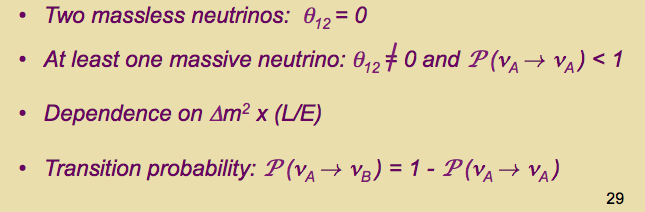 • Two massless neutrinos: θ₁₂ = 0
• At least one massive neutrino: θ₁₂ ≠ 0 and 𝒫(νA → νA) < 1
• Dependence on Δm² x (L/E)
• Transition probability: 𝒫(νA → νB) = 1 - 𝒫(νA → νA)
29